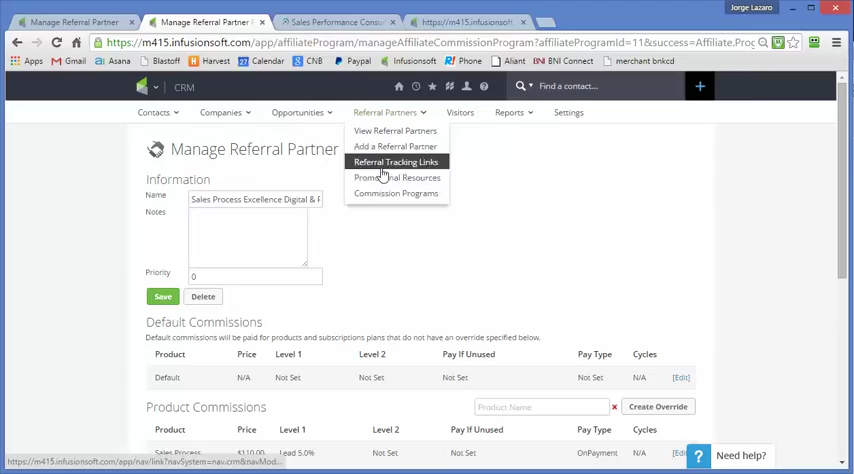 Jorge Lazaro
Manage Referral Partner
Manage Referral Partner F
Sales Performance Consul
https://m415.infusionsoft
https://m415.infusionsoft.com/app/affiliateProgram/manageAffiliateCommissionProgram?affiliateProgramId=11&success=Affiliate.Prog
Apps
Gmail
Asana
Blastoff
Harvest
Calendar
CNB
Paypal
Infusionsoft
Phone
Aliant
BNI Connect
merchant bnkcd
CRM
Find a contact...
Contacts
Companies
Opportunities
Referral Partners
Visitors
Reports
Settings
View Referral Partners
Add a Referral Partner
Referral Tracking Links
Promotional Resources
Commission Programs
Manage Referral Partner
Information
Name
Sales Process Excellence Digital & F
Notes
Priority
0
Save
Delete
Default Commissions
Default commissions will be paid for products and subscriptions plans that do not have an override specified below.
Product Price Level 1 Level 2 Pay If Unused Pay Type Cycles
Default N/A Not Set Not Set Not Set Not Set N/A [Edit]
Product Commissions
Product Name
Create Override
Product Price Level 1 Level 2 Pay If Unused Pay Type Cycles
Sales Process $110.00 Lead 5.0% Not Set Not Set OnPayment N/A [Edit]
Need help?
https://m415.infusionsoft.com/app/nav/link?navSystem=nav.crm&navMod...